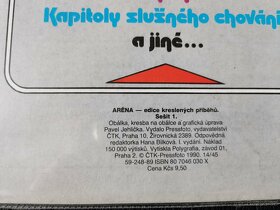 Kapitoly slušného chování
a jiné...
ARÉNA — edice kreslených příběhů.
Sešit 1.
Obálka, kresba na obálce a grafická úprava
Pavel Jehlička. Vydalo Pressfoto, vydavatelství
ČTK, Praha 10, Žirovnická 2389. Odpovědná
redaktorka Hana Bílková. I. vydání. Náklad
150 000 výtisků. Vytiskla Polygrafia, závod 01,
Praha 2. © ČTK-Pressfoto 1990. 14/45
59-246-89 ISBN 80 7046 030 X
Cena Kčs 9,50